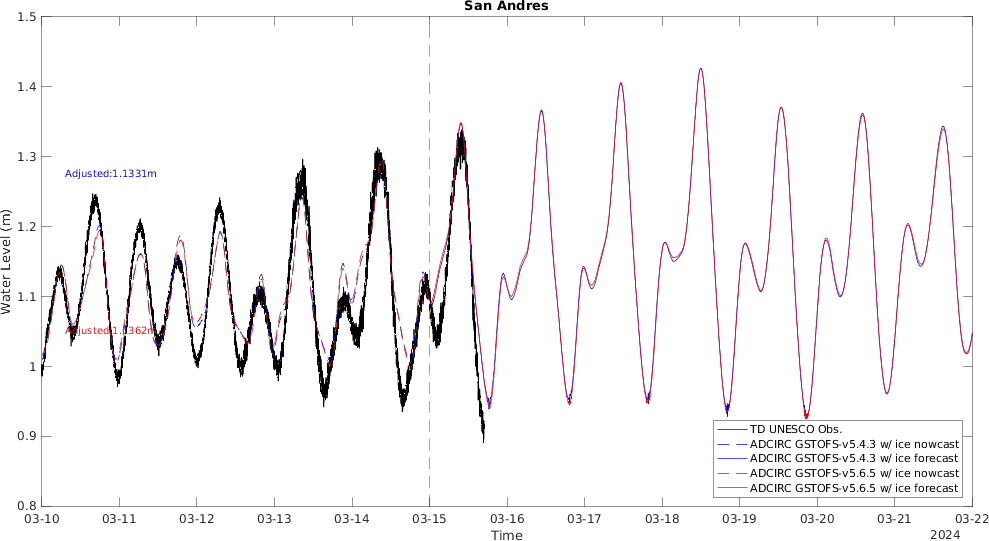 San Andres
1.5
1.4
1.3
1.2
1.1
1
0.9
0.8
Water Level (m)
Adjusted:1.1331m
Adjusted:1.1362m
TD UNESCO Obs.
ADCIRC GSTOFS-v5.4.3 w/ ice nowcast
ADCIRC GSTOFS-v5.4.3 w/ ice forecast
ADCIRC GSTOFS-v5.6.5 w/ ice nowcast
ADCIRC GSTOFS-v5.6.5 w/ ice forecast
03-10 03-11 03-12 03-13 03-14 03-15 03-16 03-17 03-18 03-19 03-20 03-21 03-22
Time
2024